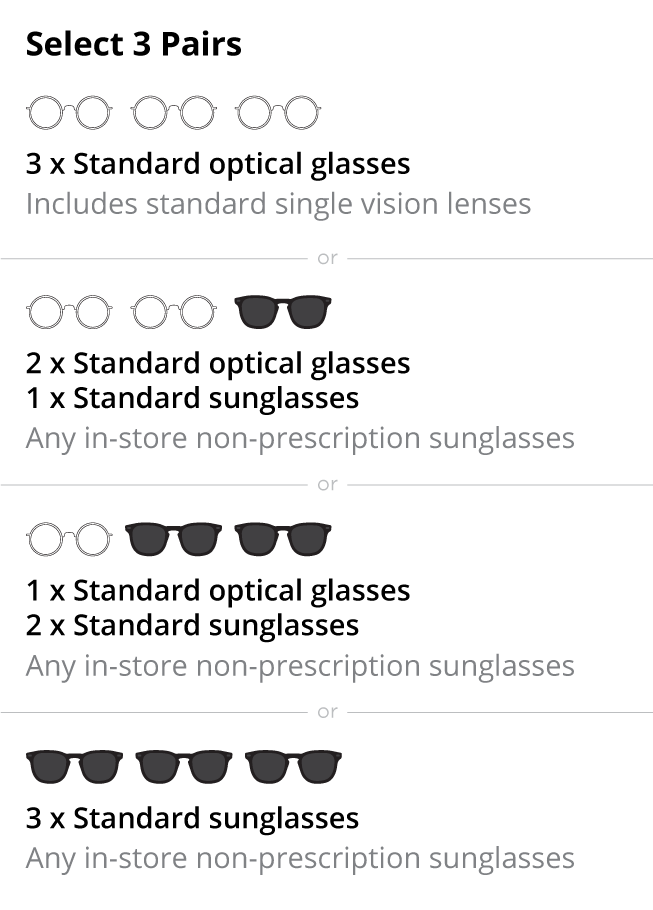 Select 3 Pairs
3 x Standard optical glasses
Includes standard single vision lenses
or
2 x Standard optical glasses
1 x Standard sunglasses
Any in-store non-prescription sunglasses
or
1 x Standard optical glasses
2 x Standard sunglasses
Any in-store non-prescription sunglasses
or
3 x Standard sunglasses
Any in-store non-prescription sunglasses